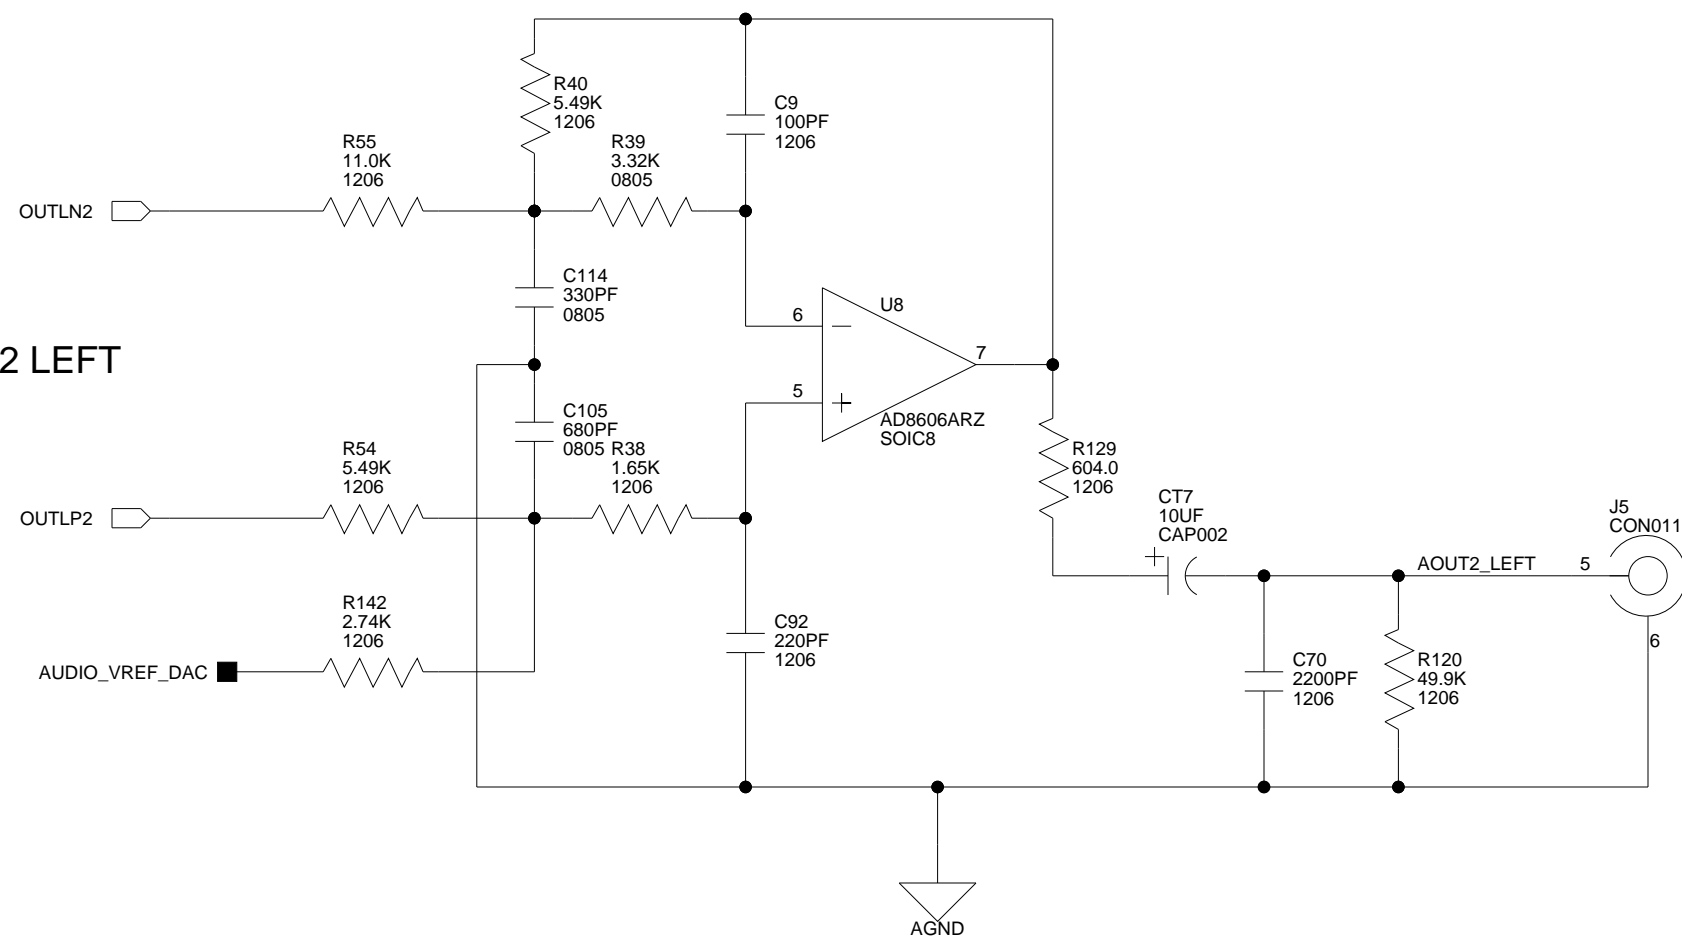 R40
5.49K
1206
C9
100PF
1206
R55
11.0K
1206
R39
3.32K
0805
OUTLN2
C114
330PF
0805
U8
6
2 LEFT
7
5
C105
680PF
0805
AD8606ARZ
SOIC8
R54
5.49K
1206
R38
1.65K
1206
R129
604.0
1206
OUTLP2
CT7
10UF
CAP002
J5
CON011
AOUT2_LEFT
5
R142
2.74K
1206
C92
220PF
1206
6
AUDIO_VREF_DAC
C70
2200PF
1206
R120
49.9K
1206
AGND